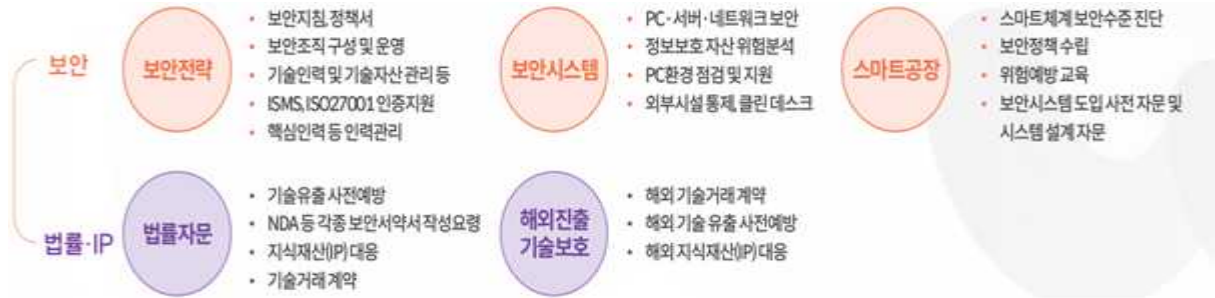 보안
보안전략
• 보안지침, 정책서
• 보안조직 구성 및 운영
• 기술인력 및 기술자산 관리 등
• ISMS, ISO27001 인증지원
• 핵심인력 등 인력관리
보안시스템
• PC·서버·네트워크 보안
• 정보보호 자산 위험분석
• PC환경 점검 및 지원
• 외부시설 통제, 클린 데스크
스마트공장
• 스마트체계 보안수준 진단
• 보안정책 수립
• 위험예방 교육
• 보안시스템 도입 사전 자문 및
시스템 설계 자문
법률·IP
법률자문
• 기술유출 사전예방
• NDA 등 각종 보안서약서 작성요령
• 지식재산(IP) 대응
• 기술거래 계약
해외진출
기술보호
• 해외 기술거래 계약
• 해외 기술 유출 사전예방
• 해외 지식재산(IP) 대응